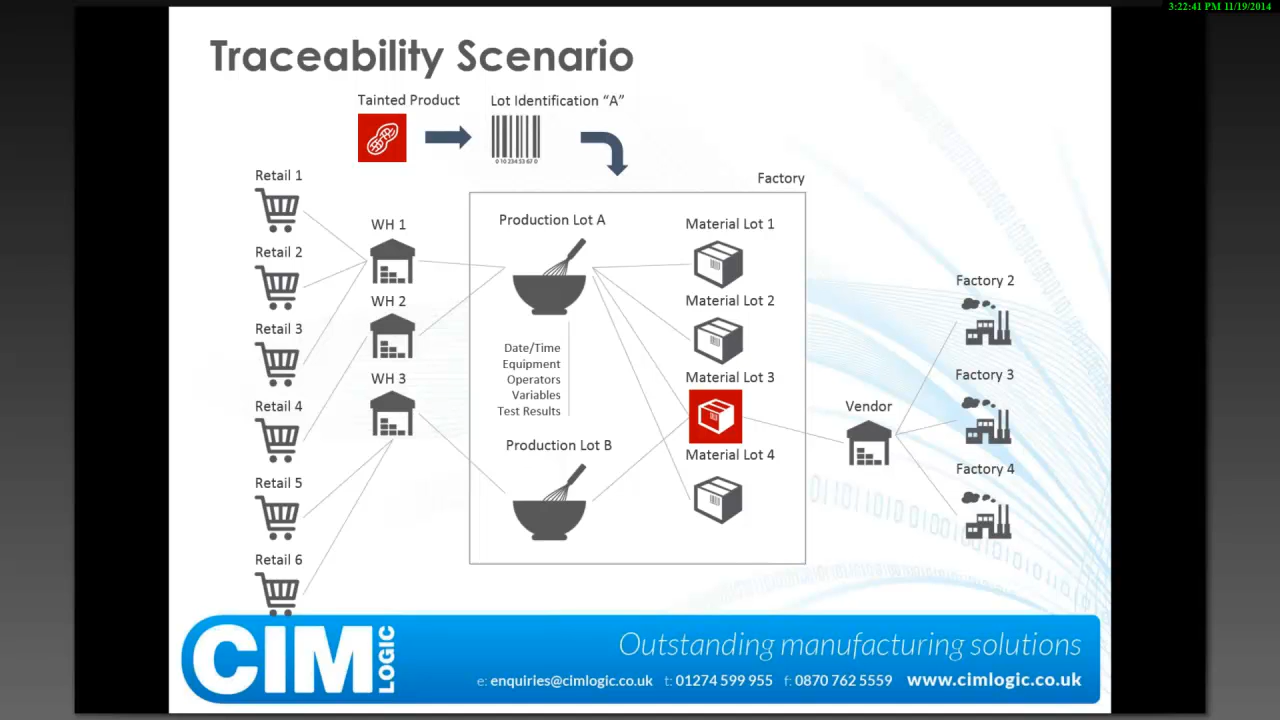 3:22:41 PM 11/19/2014
Traceability Scenario
Tainted Product
Lot Identification “A”
Factory
Retail 1
Retail 2
Retail 3
Retail 4
Retail 5
Retail 6
WH 1
WH 2
WH 3
Production Lot A
Date/Time
Equipment
Operators
Variables
Test Results
Production Lot B
Material Lot 1
Material Lot 2
Material Lot 3
Material Lot 4
Vendor
Factory 2
Factory 3
Factory 4
CIM LOGIC
Outstanding manufacturing solutions
e: enquiries@cimlogic.co.uk t: 01274 599 955 f: 0870 762 5559 www.cimlogic.co.uk